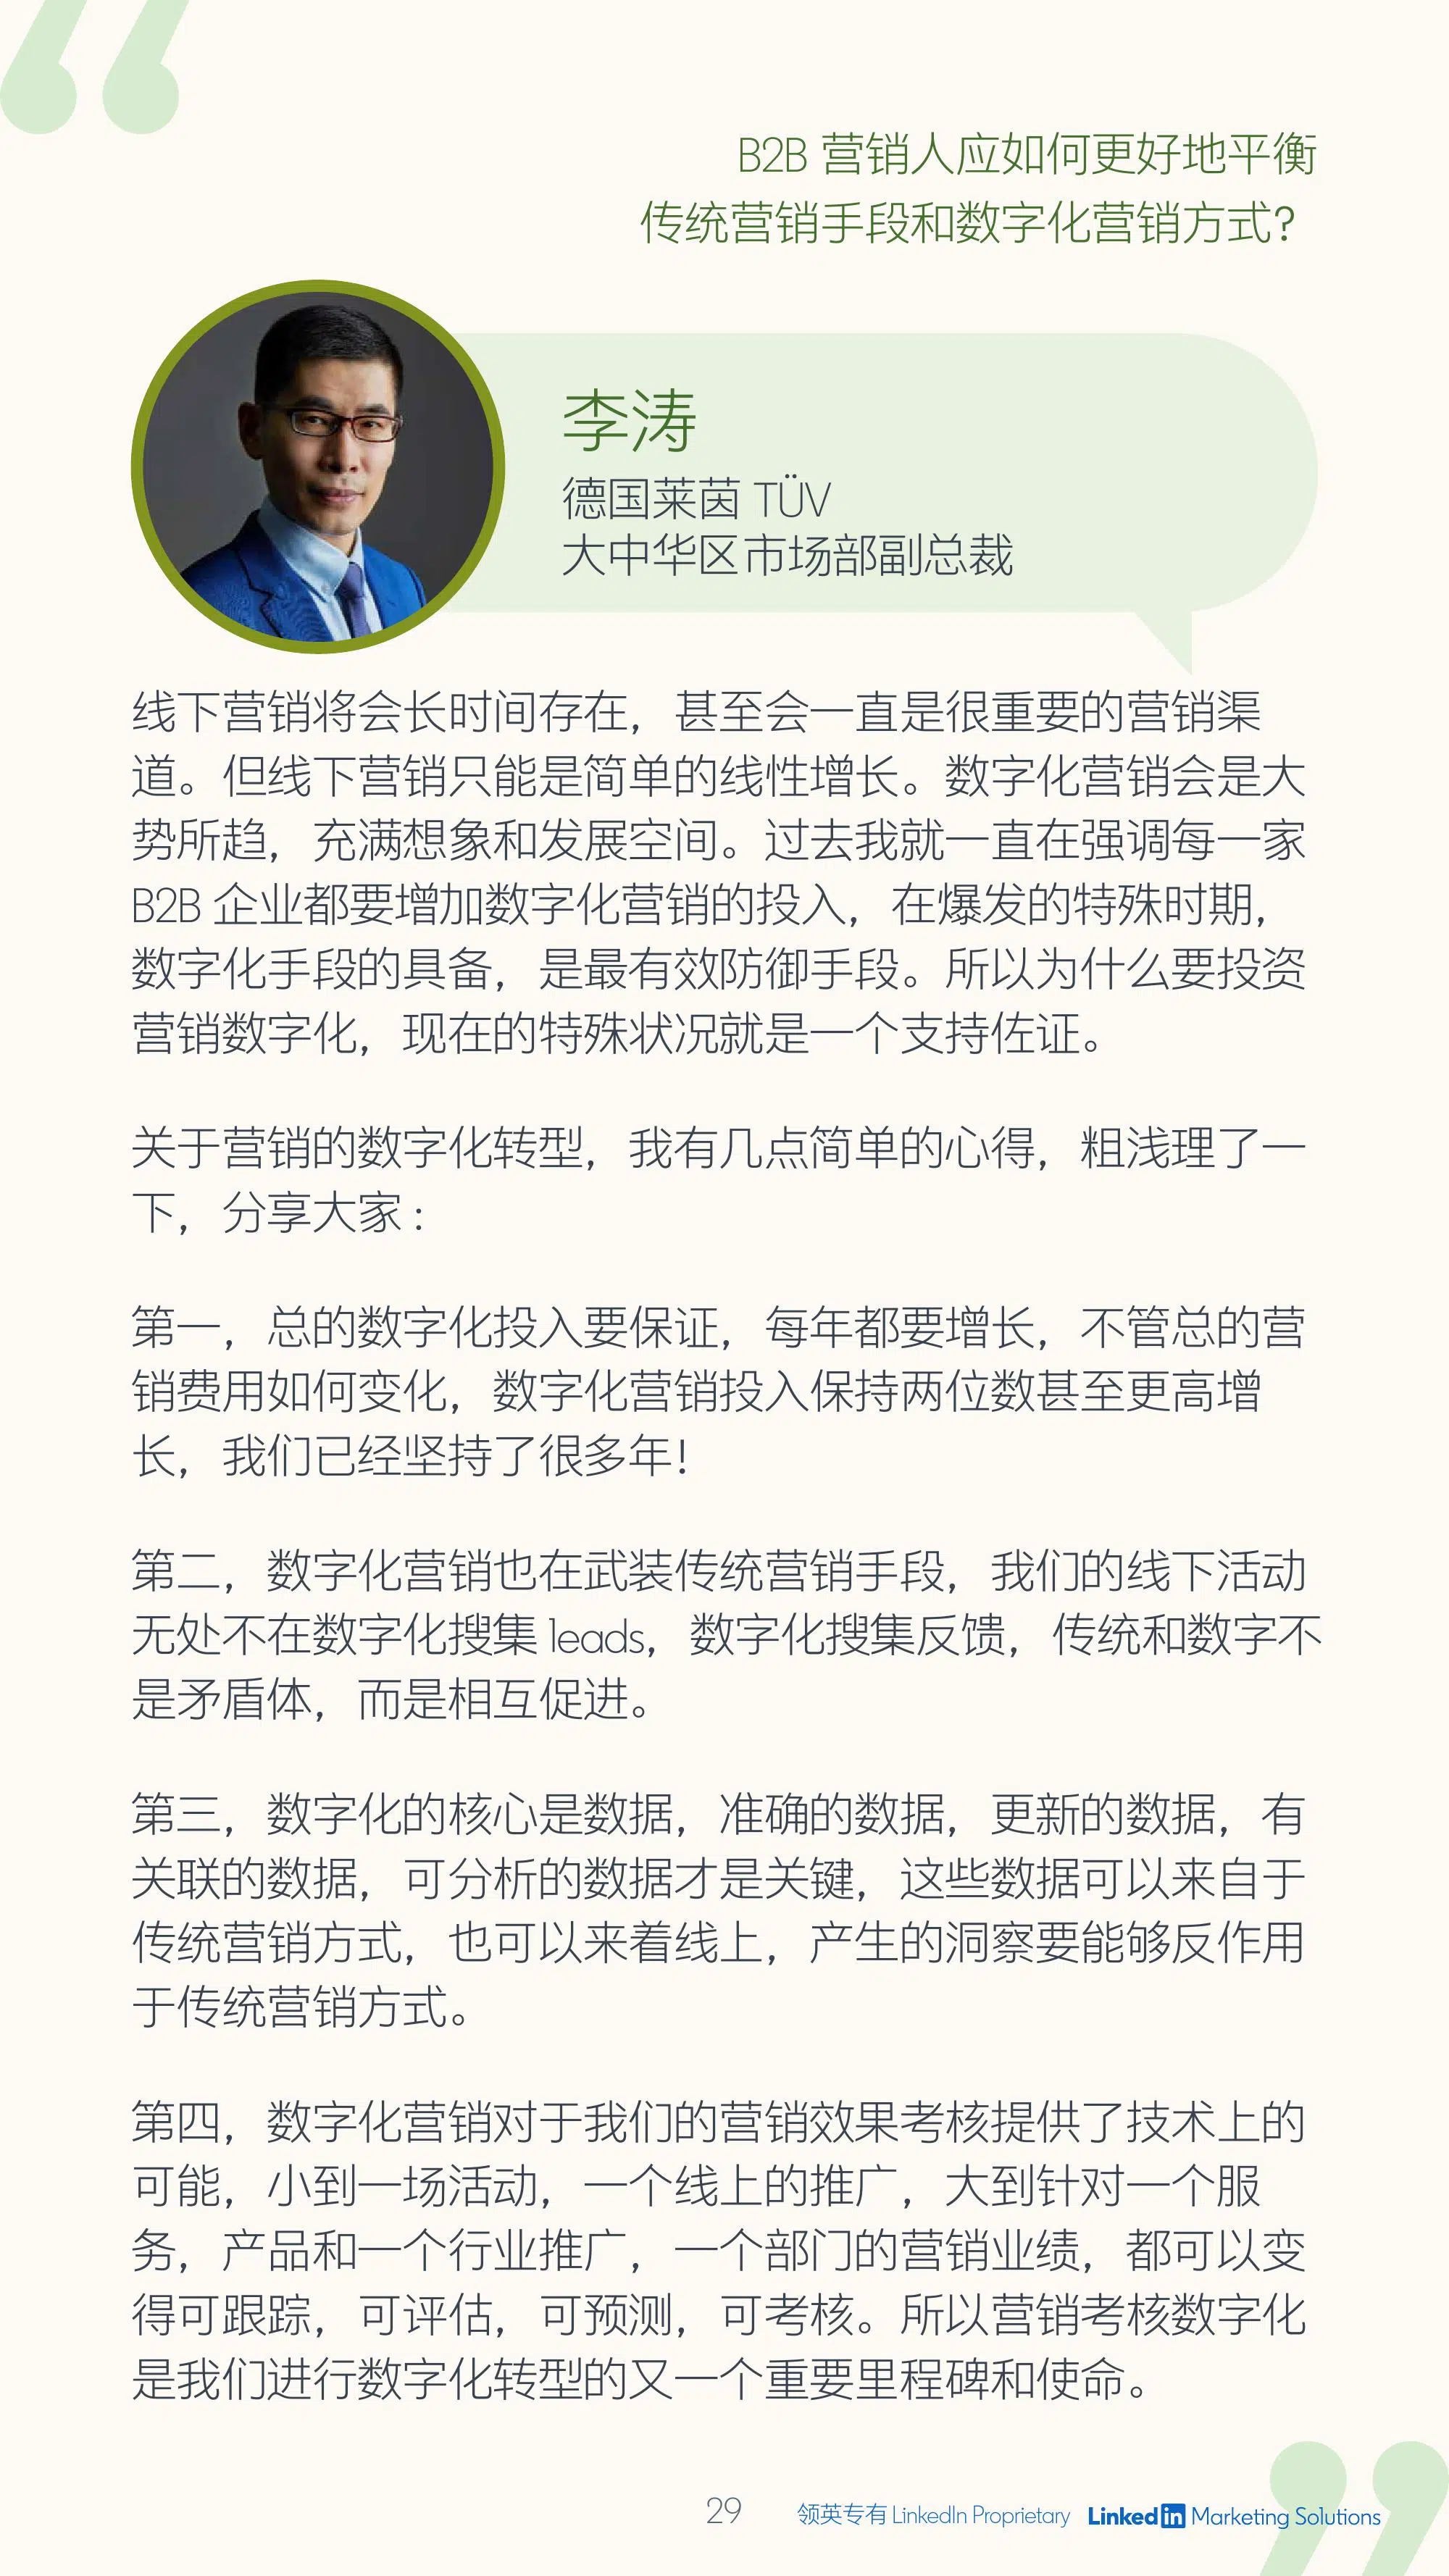 B2B 营销人应如何更好地平衡
传统营销手段和数字化营销方式？
李涛
德国莱茵 TÜV
大中华区市场部副总裁
线下营销将会长时间存在，甚至会一直是很重要的营销渠
道。但线下营销只能是简单的线性增长。数字化营销会是大
势所趋，充满想象和发展空间。过去我就一直在强调每一家
B2B 企业都要增加数字化营销的投入，在爆发的特殊时期，
数字化手段的具备，是最有效防御手段。所以为什么要投资
营销数字化，现在的特殊状况就是一个支持佐证。
关于营销的数字化转型，我有几点简单的心得，粗浅理了一
下，分享大家：
第一，总的数字化投入要保证，每年都要增长，不管总的营
销费用如何变化，数字化营销投入保持两位数甚至更高增
长，我们已经坚持了很多年！
第二，数字化营销也在武装传统营销手段，我们的线下活动
无处不在数字化搜集 leads，数字化搜集反馈，传统和数字不
是矛盾体，而是相互促进。
第三，数字化的核心是数据，准确的数据，更新的数据，有
关联的数据，可分析的数据才是关键，这些数据可以来自于
传统营销方式，也可以来着线上，产生的洞察要能够反作用
于传统营销方式。
第四，数字化营销对于我们的营销效果考核提供了技术上的
可能，小到一场活动，一个线上的推广，大到针对一个服
务，产品和一个行业推广，一个部门的营销业绩，都可以变
得可跟踪，可评估，可预测，可考核。所以营销考核数字化
是我们进行数字化转型的又一个重要里程碑和使命。
29 领英专有 LinkedIn Proprietary LinkedIn Marketing Solutions